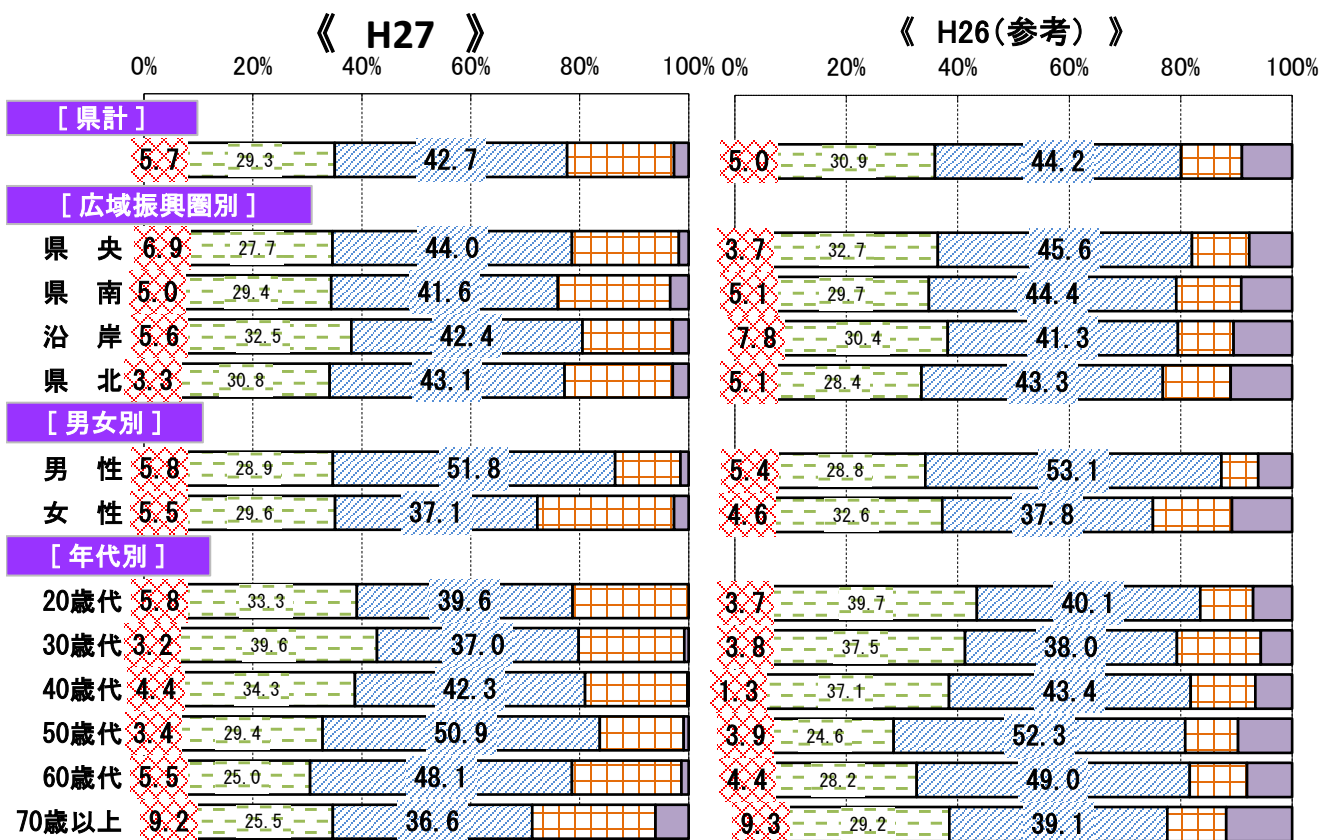 《 H27 》 《 H26(参考) 》
0% 20% 40% 60% 80% 100% 0% 20% 40% 60% 80% 100%
[ 県計 ]
5.7 29.3 42.7 5.0 30.9 44.2
[ 広域振興圏別 ]
県 央 6.9 27.7 44.0 3.7 32.7 45.6
県 南 5.0 29.4 41.6 5.1 29.7 44.4
沿 岸 5.6 32.5 42.4 7.8 30.4 41.3
県 北 3.3 30.8 43.1 5.1 28.4 43.3
[ 男女別 ]
男 性 5.8 28.9 51.8 5.4 28.8 53.1
女 性 5.5 29.6 37.1 4.6 32.6 37.8
[ 年代別 ]
20歳代 5.8 33.3 39.6 3.7 39.7 40.1
30歳代 3.2 39.6 37.0 3.8 37.5 38.0
40歳代 4.4 34.3 42.3 1.3 37.1 43.4
50歳代 3.4 29.4 50.9 3.9 24.6 52.3
60歳代 5.5 25.0 48.1 4.4 28.2 49.0
70歳以上 9.2 25.5 36.6 9.3 29.2 39.1